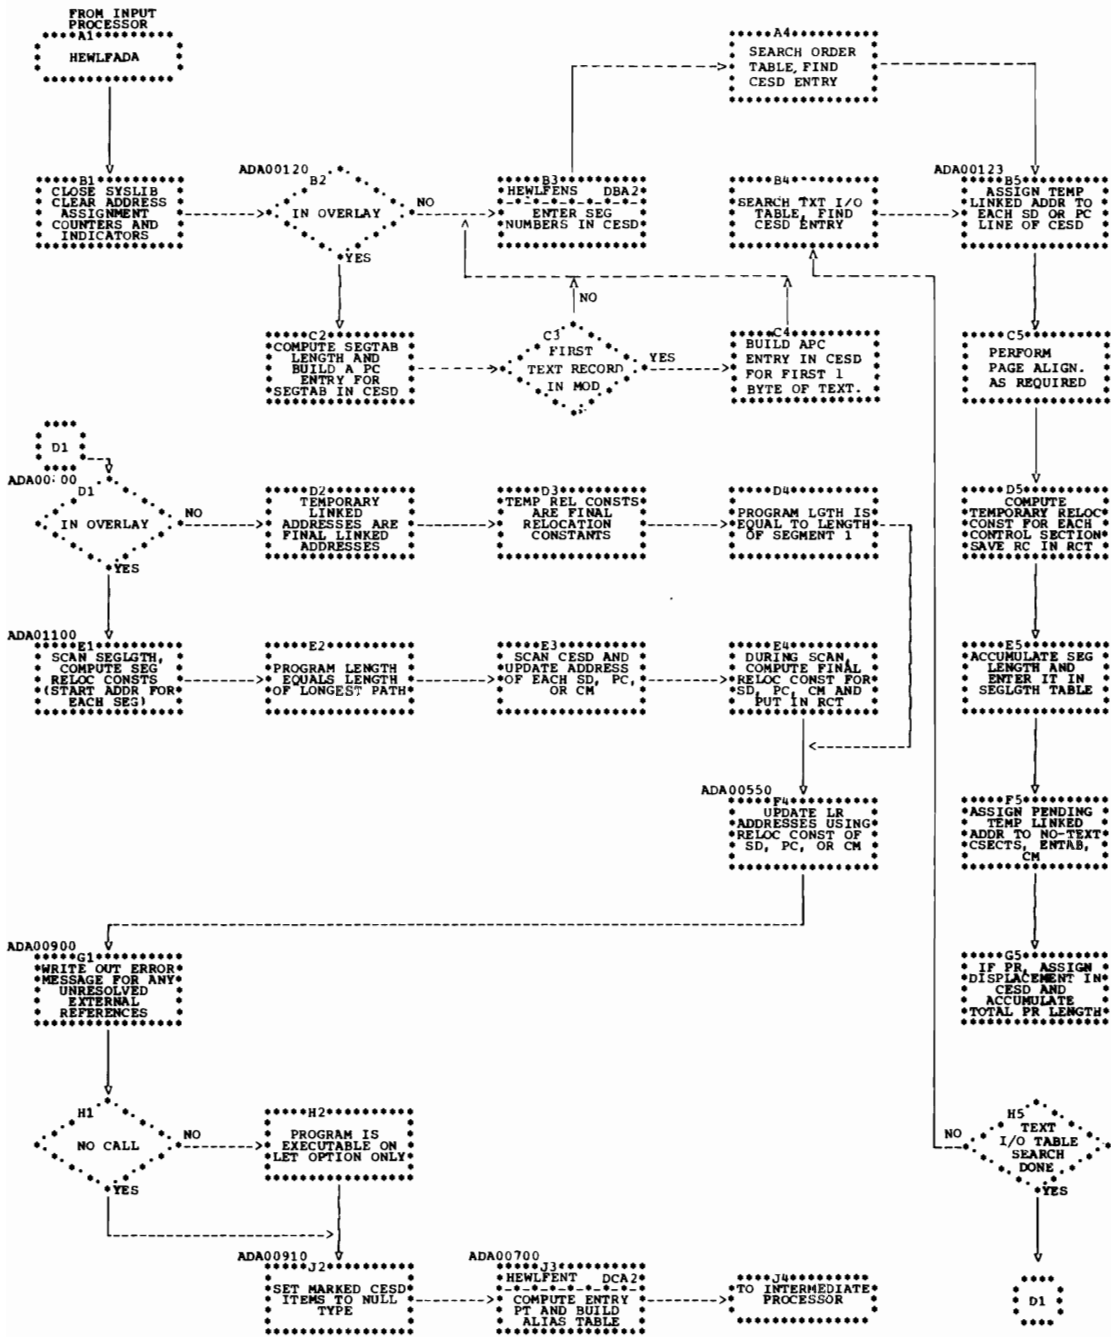 FROM INPUT
PROCESSOR
A1
HEWLFADA
A4
SEARCH ORDER
TABLE, FIND
CESD ENTRY
B1
CLOSE SYSLIB
CLEAR ADDRESS
ASSIGNMENT
COUNTERS AND
INDICATORS
ADA00120
B2
IN OVERLAY
NO
YES
B3
HEWLFENS DBA2
ENTER SEG
NUMBERS IN CESD
B4
SEARCH TXT I/O
TABLE, FIND
CESD ENTRY
ADA00123
B5
ASSIGN TEMP
LINKED ADDR TO
EACH SD OR PC
LINE OF CESD
C2
COMPUTE SEGTAB
LENGTH AND
BUILD A PC
ENTRY FOR
SEGTAB IN CESD
NO
C3
FIRST
TEXT RECORD
IN MOD
YES
C4
BUILD APC
ENTRY IN CESD
FOR FIRST 1
BYTE OF TEXT.
C5
PERFORM
PAGE ALIGN.
AS REQUIRED
D1
D1
IN OVERLAY
NO
YES
D2
TEMPORARY
LINKED
ADDRESSES ARE
FINAL LINKED
ADDRESSES
D3
TEMP REL CONSTS
ARE FINAL
RELOCATION
CONSTANTS
D4
PROGRAM LGTH IS
EQUAL TO LENGTH
OF SEGMENT 1
D5
COMPUTE
TEMPORARY RELOC
CONST FOR EACH
CONTROL SECTION
SAVE RC IN RCT
ADA01100
E1
SCAN SEGLGTH,
COMPUTE SEG
RELOC CONSTS
(START ADDR FOR
EACH SEG)
E2
PROGRAM LENGTH
EQUALS LENGTH
OF LONGEST PATH
E3
SCAN CESD AND
UPDATE ADDRESS
OF EACH SD, PC,
OR CM
E4
DURING SCAN,
COMPUTE FINAL
RELOC CONST FOR
SD, PC, CM AND
PUT IN RCT
E5
ACCUMULATE SEG
LENGTH AND
ENTER IT IN
SEGLGTH TABLE
ADA00550
F4
UPDATE LR
ADDRESSES USING
RELOC CONST OF
SD, PC, OR CM
F5
ASSIGN PENDING
TEMP LINKED
ADDR TO NO-TEXT
CSECTS, ENTAB,
CM
ADA00900
G1
WRITE OUT ERROR
MESSAGE FOR ANY
UNRESOLVED
EXTERNAL
REFERENCES
G5
IF PR, ASSIGN
DISPLACEMENT IN
CESD AND
ACCUMULATE
TOTAL PR LENGTH
H1
NO CALL
NO
YES
H2
PROGRAM IS
EXECUTABLE ON
LET OPTION ONLY
H5
TEXT
I/O TABLE
SEARCH
DONE
NO
YES
ADA00910
J2
SET MARKED CESD
ITEMS TO NULL
TYPE
ADA00700
J3
HEWLFENT DCA2
COMPUTE ENTRY
PT AND BUILD
ALIAS TABLE
J4
TO INTERMEDIATE
PROCESSOR
D1